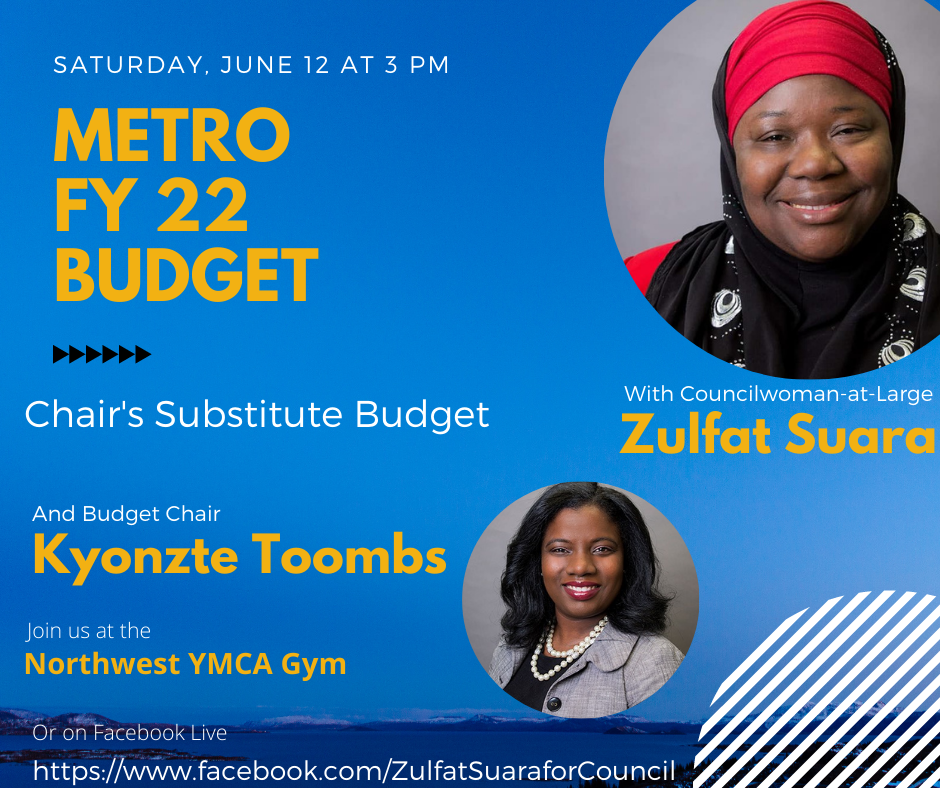 SATURDAY, JUNE 12 AT 3 PM
METRO
FY 22
BUDGET
Chair's Substitute Budget
With Councilwoman-at-Large
Zulfat Suara
And Budget Chair
Kyonzte Toombs
Join us at the
Northwest YMCA Gym
Or on Facebook Live
https://www.facebook.com/ZulfatSuaraforCouncil